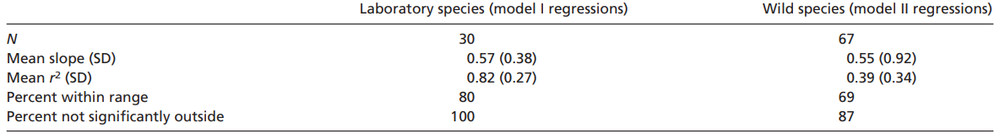 Laboratory species (model I regressions) Wild species (model II regressions)
N 30 67
Mean slope (SD) 0.57 (0.38) 0.55 (0.92)
Mean r² (SD) 0.82 (0.27) 0.39 (0.34)
Percent within range 80 69
Percent not significantly outside 100 87